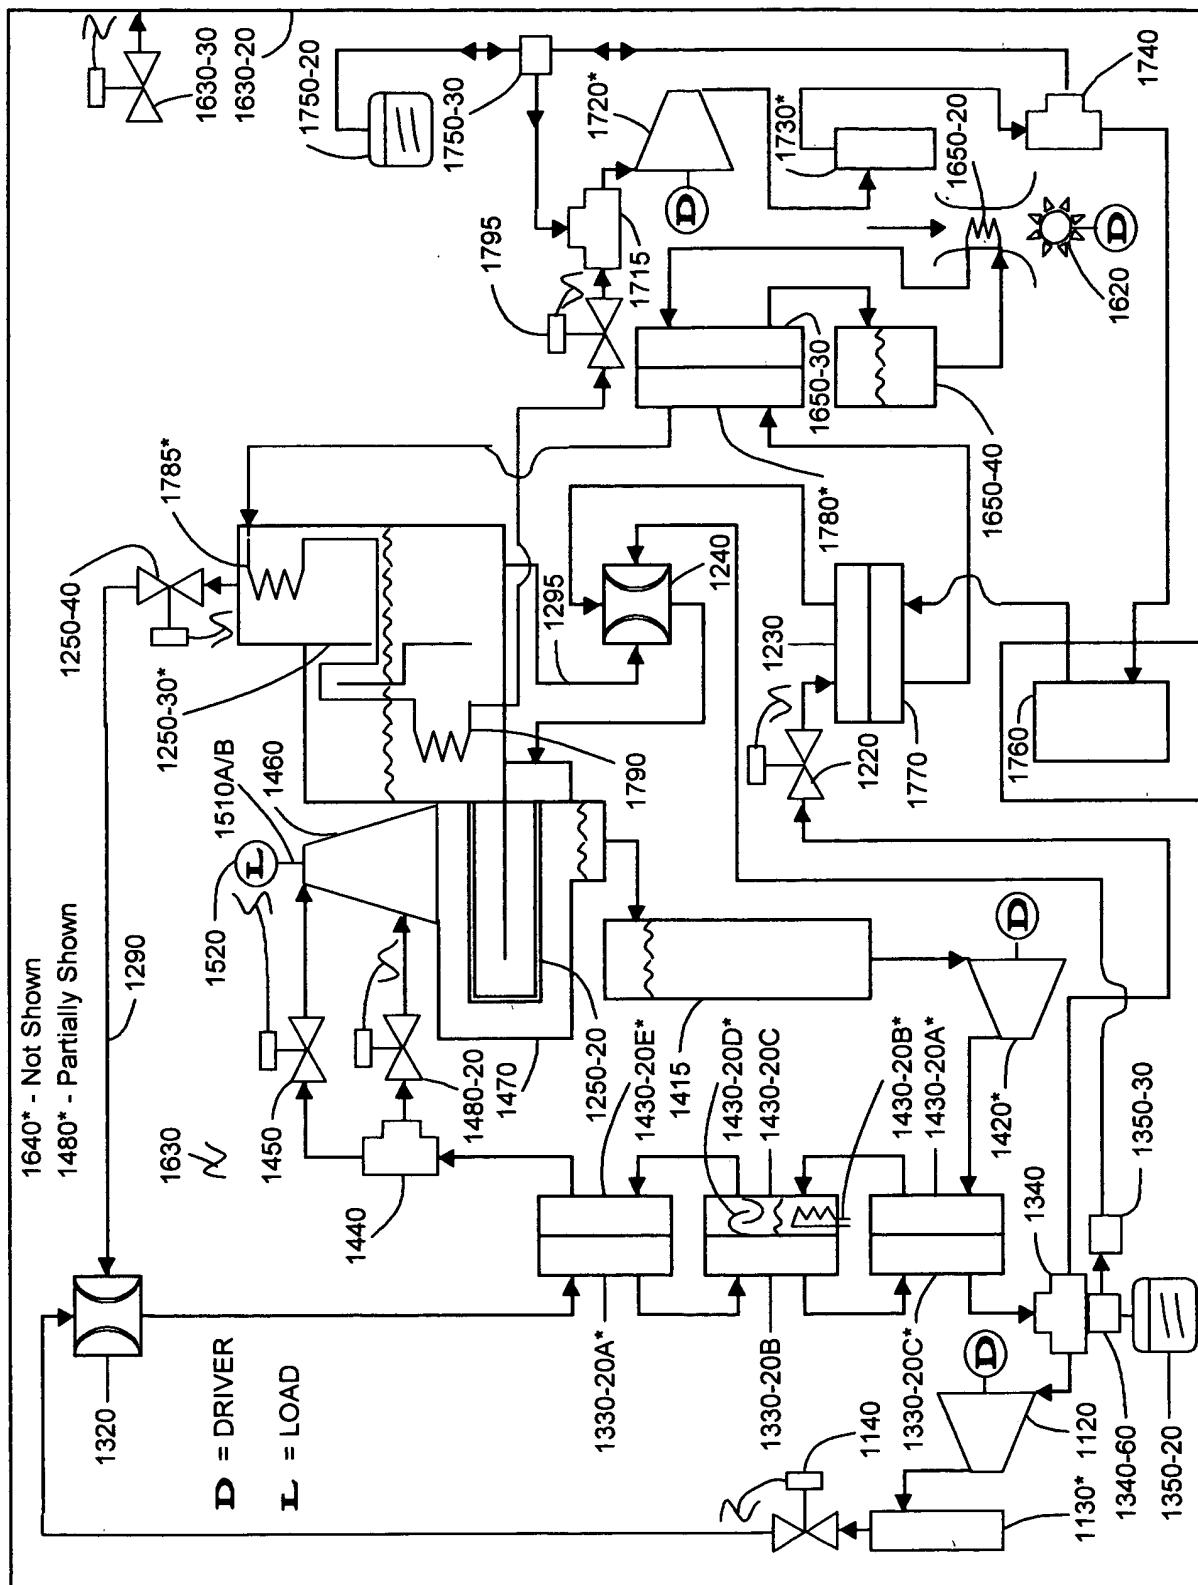 1640* - Not Shown
1480* - Partially Shown
1630-30
1630-20
1750-20
1750-30
1720*
1730*
1650-20
1740
1795
1715
D
1620
D
1650-30
1650-40
1780*
1785*
1250-40
1250-30*
1240
1295
1230
1220
1770
1760
1790
1460
1510A/B
1520
L
1290
1630
1450
1480-20
1470
1250-20
1440
1415
1430-20E*
1430-20D*
1430-20C
1430-20B*
1430-20A*
1420*
D
1350-30
1340
1320
D = DRIVER
L = LOAD
1330-20A*
1330-20B
1330-20C*
D
1140
1130*
1120
1340-60
1350-20